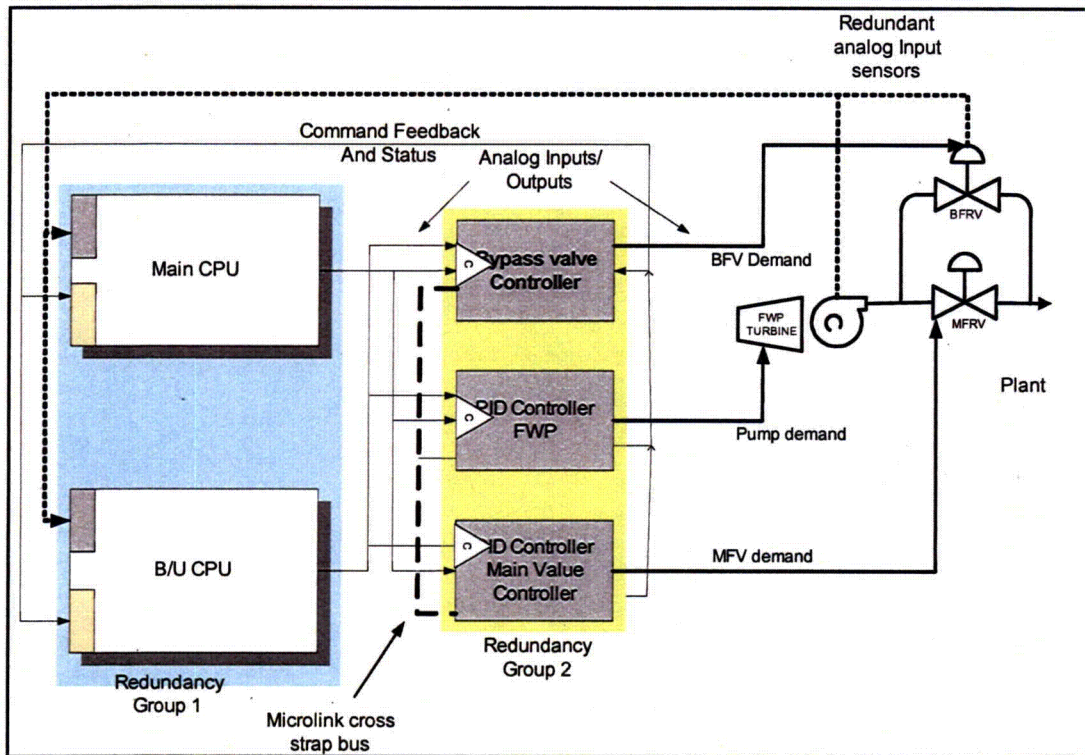 Redundant
analog Input
sensors
Command Feedback
And Status
Analog Inputs/
Outputs
BFRV
Main CPU
C
Bypass valve
Controller
BFV Demand
FWP
TURBINE
C
MFRV
Plant
C
PID Controller
FWP
Pump demand
B/U CPU
C
ID Controller
Main Value
Controller
MFV demand
Redundancy
Group 1
Redundancy
Group 2
Microlink cross
strap bus